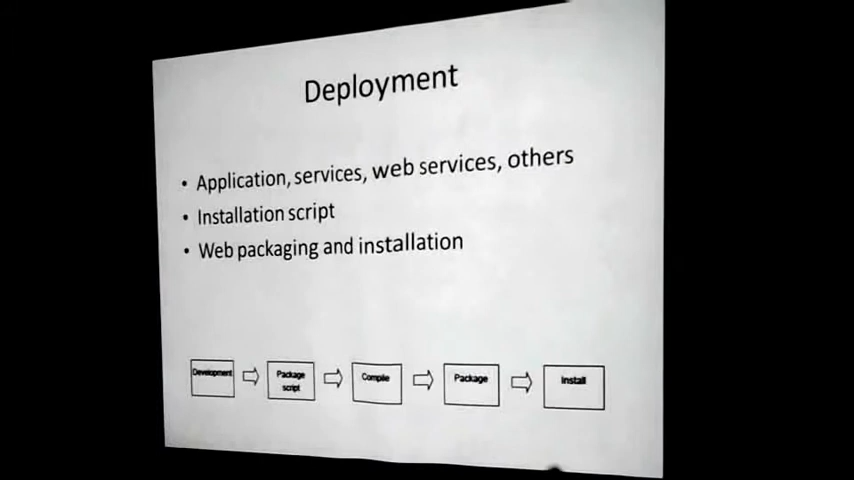 Deployment
• Application, services, web services, others
• Installation script
• Web packaging and installation
Development
Package
script
Compile
Package
Install